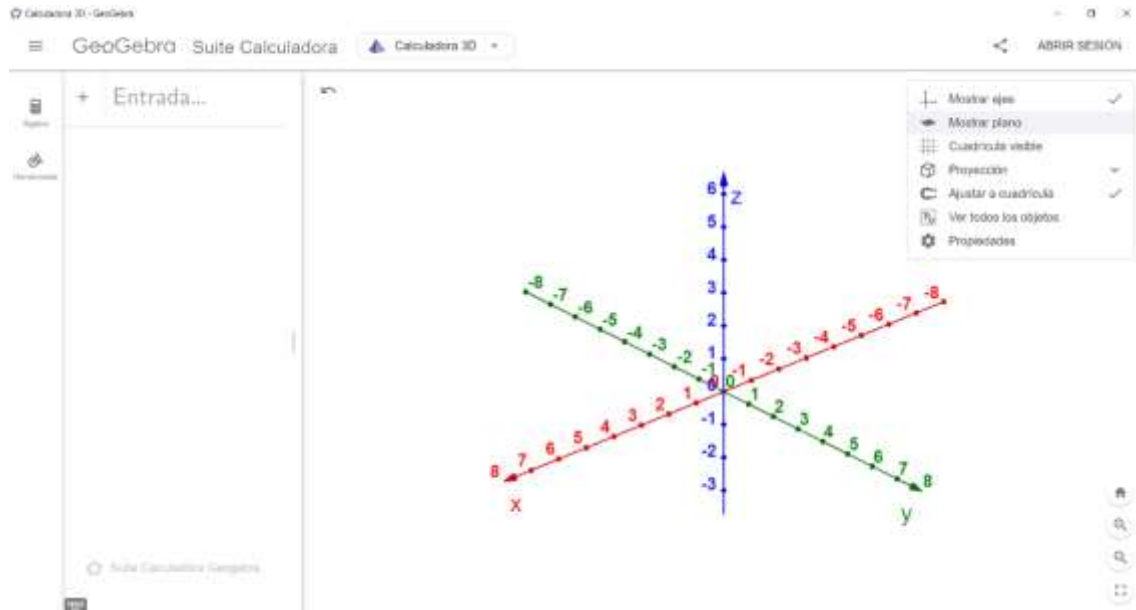 Calculadora 3D - GeoGebra
GeoGebra Suite Calculadora Calculadora 3D ABRIR SESIÓN
+ Entrada...
Mostrar ejes
Mostrar plano
Cuadrícula visible
Proyección
Ajustar a cuadrícula
Ver todos los objetos
Propiedades
Herramientas
6 z
5
4
3
2
1
0
-1
-2
-3
-8 -7 -6 -5 -4 -3 -2 -1 0 1 2 3 4 5 6 7 8
y
-8 -7 -6 -5 -4 -3 -2 -1 0 1 2 3 4 5 6 7 8
x
Suite Calculadora Geogebra